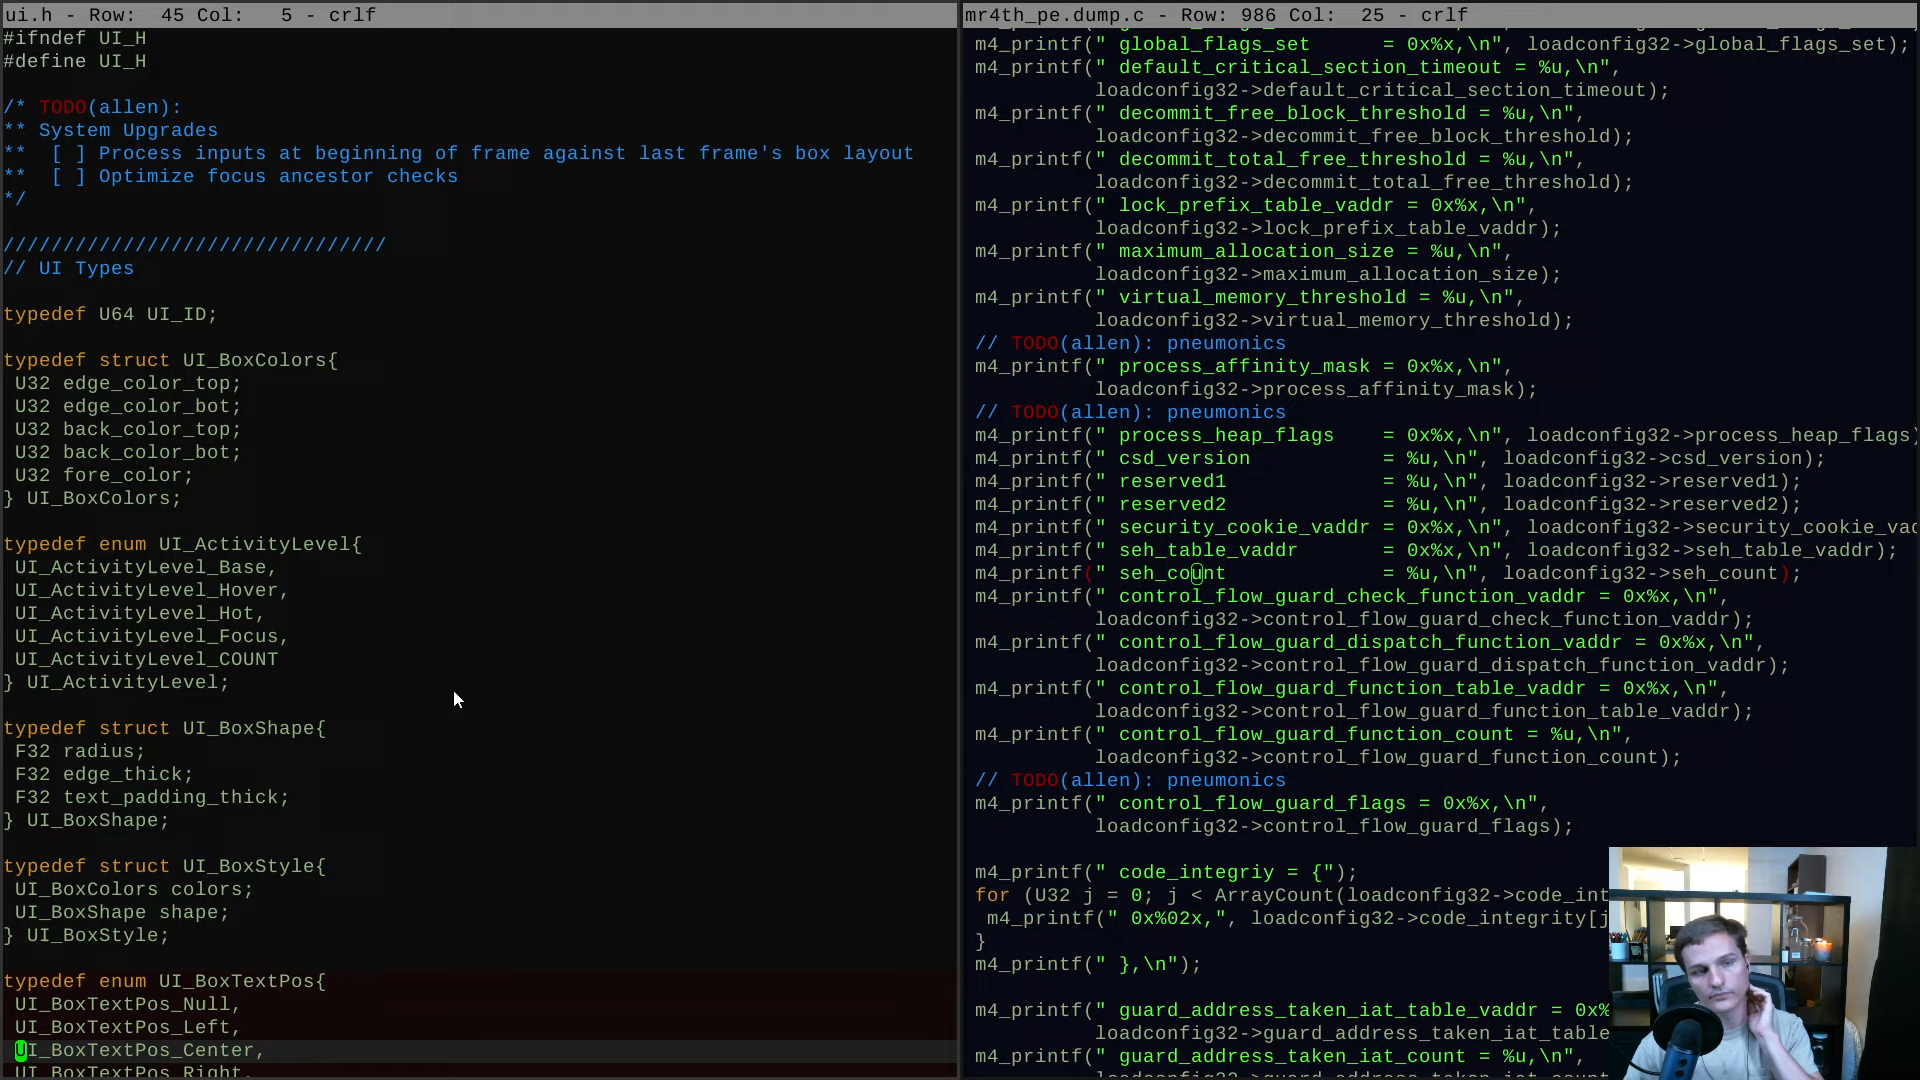 ui.h - Row:  45 Col:   5 - crlf
#ifndef UI_H
#define UI_H
/* TODO(allen):
** System Upgrades
**  [ ] Process inputs at beginning of frame against last frame's box layout
**  [ ] Optimize focus ancestor checks
*/
////////////////////////////////
// UI Types
typedef U64 UI_ID;
typedef struct UI_BoxColors{
U32 edge_color_top;
U32 edge_color_bot;
U32 back_color_top;
U32 back_color_bot;
U32 fore_color;
} UI_BoxColors;
typedef enum UI_ActivityLevel{
UI_ActivityLevel_Base,
UI_ActivityLevel_Hover,
UI_ActivityLevel_Hot,
UI_ActivityLevel_Focus,
UI_ActivityLevel_COUNT
} UI_ActivityLevel;
typedef struct UI_BoxShape{
F32 radius;
F32 edge_thick;
F32 text_padding_thick;
} UI_BoxShape;
typedef struct UI_BoxStyle{
UI_BoxColors colors;
UI_BoxShape shape;
} UI_BoxStyle;
typedef enum UI_BoxTextPos{
UI_BoxTextPos_Null,
UI_BoxTextPos_Left,
UI_BoxTextPos_Center,
UI_BoxTextPos_Right,
mr4th_pe.dump.c - Row: 986 Col:  25 - crlf
m4_printf(" global_flags_set      = 0x%x,\n", loadconfig32->global_flags_set);
m4_printf(" default_critical_section_timeout = %u,\n",
loadconfig32->default_critical_section_timeout);
m4_printf(" decommit_free_block_threshold = %u,\n",
loadconfig32->decommit_free_block_threshold);
m4_printf(" decommit_total_free_threshold = %u,\n",
loadconfig32->decommit_total_free_threshold);
m4_printf(" lock_prefix_table_vaddr = 0x%x,\n",
loadconfig32->lock_prefix_table_vaddr);
m4_printf(" maximum_allocation_size = %u,\n",
loadconfig32->maximum_allocation_size);
m4_printf(" virtual_memory_threshold = %u,\n",
loadconfig32->virtual_memory_threshold);
// TODO(allen): pneumonics
m4_printf(" process_affinity_mask = 0x%x,\n",
loadconfig32->process_affinity_mask);
// TODO(allen): pneumonics
m4_printf(" process_heap_flags    = 0x%x,\n", loadconfig32->process_heap_flags)
m4_printf(" csd_version           = %u,\n", loadconfig32->csd_version);
m4_printf(" reserved1             = %u,\n", loadconfig32->reserved1);
m4_printf(" reserved2             = %u,\n", loadconfig32->reserved2);
m4_printf(" security_cookie_vaddr = 0x%x,\n", loadconfig32->security_cookie_vad
m4_printf(" seh_table_vaddr       = 0x%x,\n", loadconfig32->seh_table_vaddr);
m4_printf(" seh_count             = %u,\n", loadconfig32->seh_count);
m4_printf(" control_flow_guard_check_function_vaddr = 0x%x,\n",
loadconfig32->control_flow_guard_check_function_vaddr);
m4_printf(" control_flow_guard_dispatch_function_vaddr = 0x%x,\n",
loadconfig32->control_flow_guard_dispatch_function_vaddr);
m4_printf(" control_flow_guard_function_table_vaddr = 0x%x,\n",
loadconfig32->control_flow_guard_function_table_vaddr);
m4_printf(" control_flow_guard_function_count = %u,\n",
loadconfig32->control_flow_guard_function_count);
// TODO(allen): pneumonics
m4_printf(" control_flow_guard_flags = 0x%x,\n",
loadconfig32->control_flow_guard_flags);
m4_printf(" code_integriy = {");
for (U32 j = 0; j < ArrayCount(loadconfig32->code_int
m4_printf(" 0x%02x,", loadconfig32->code_integrity[j
}
m4_printf(" },\n");
m4_printf(" guard_address_taken_iat_table_vaddr = 0x%
loadconfig32->guard_address_taken_iat_table
m4_printf(" guard_address_taken_iat_count = %u,\n",
loadconfig32->guard_address_taken_iat_count